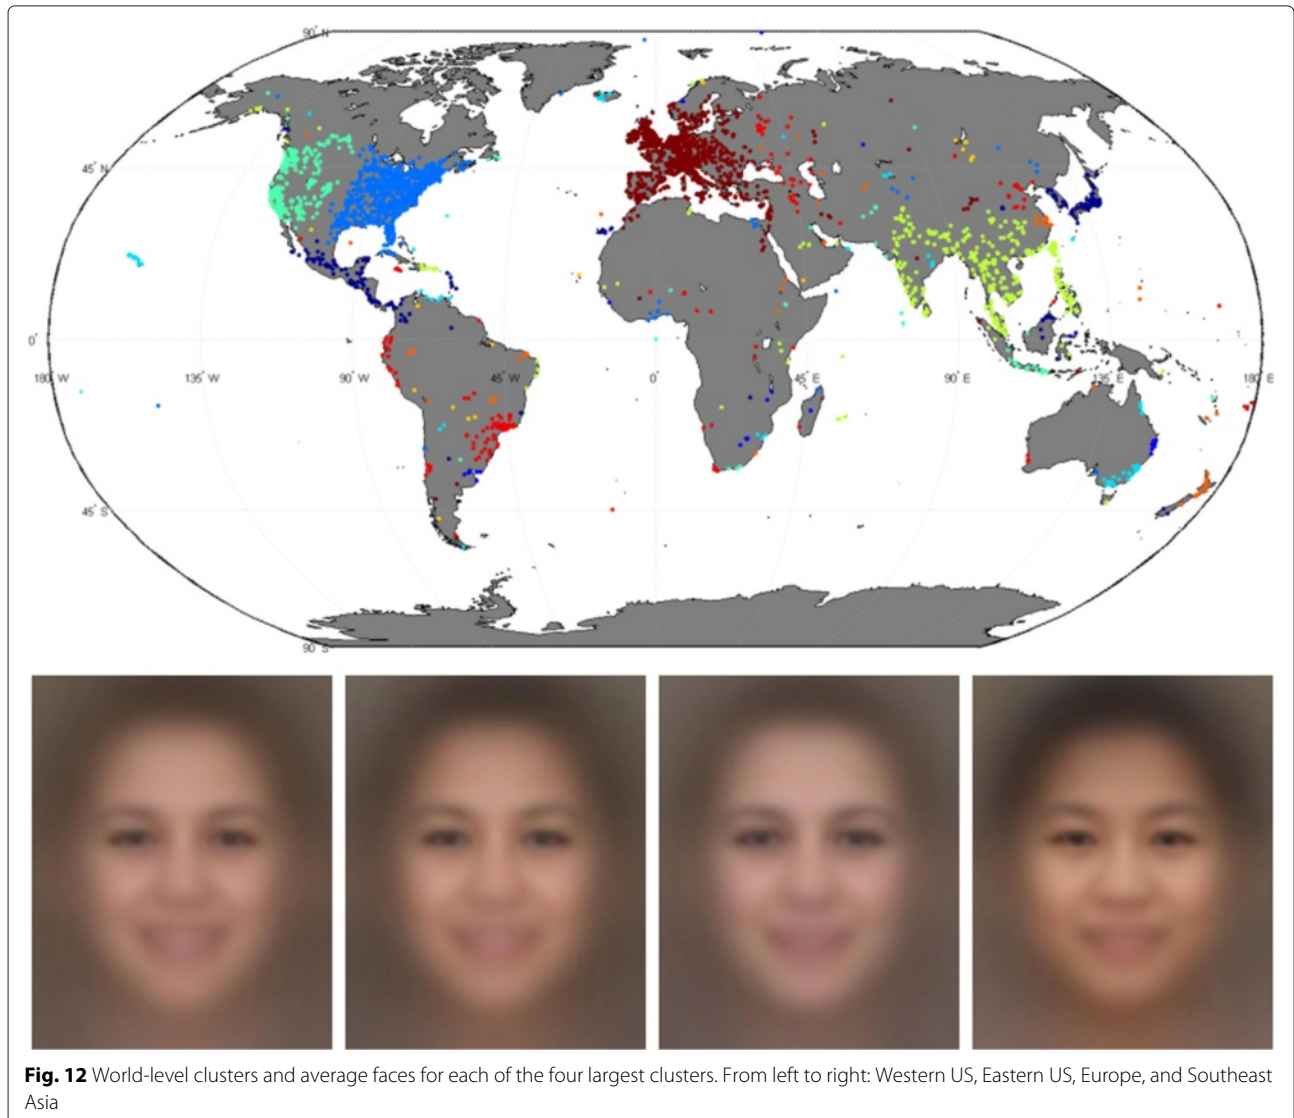 90° N
45° N
0°
180° W 135° W 90° W 45° W 0° 45° E 90° E 135° E 180° E
45° S
90° S
Fig. 12 World-level clusters and average faces for each of the four largest clusters. From left to right: Western US, Eastern US, Europe, and Southeast
Asia